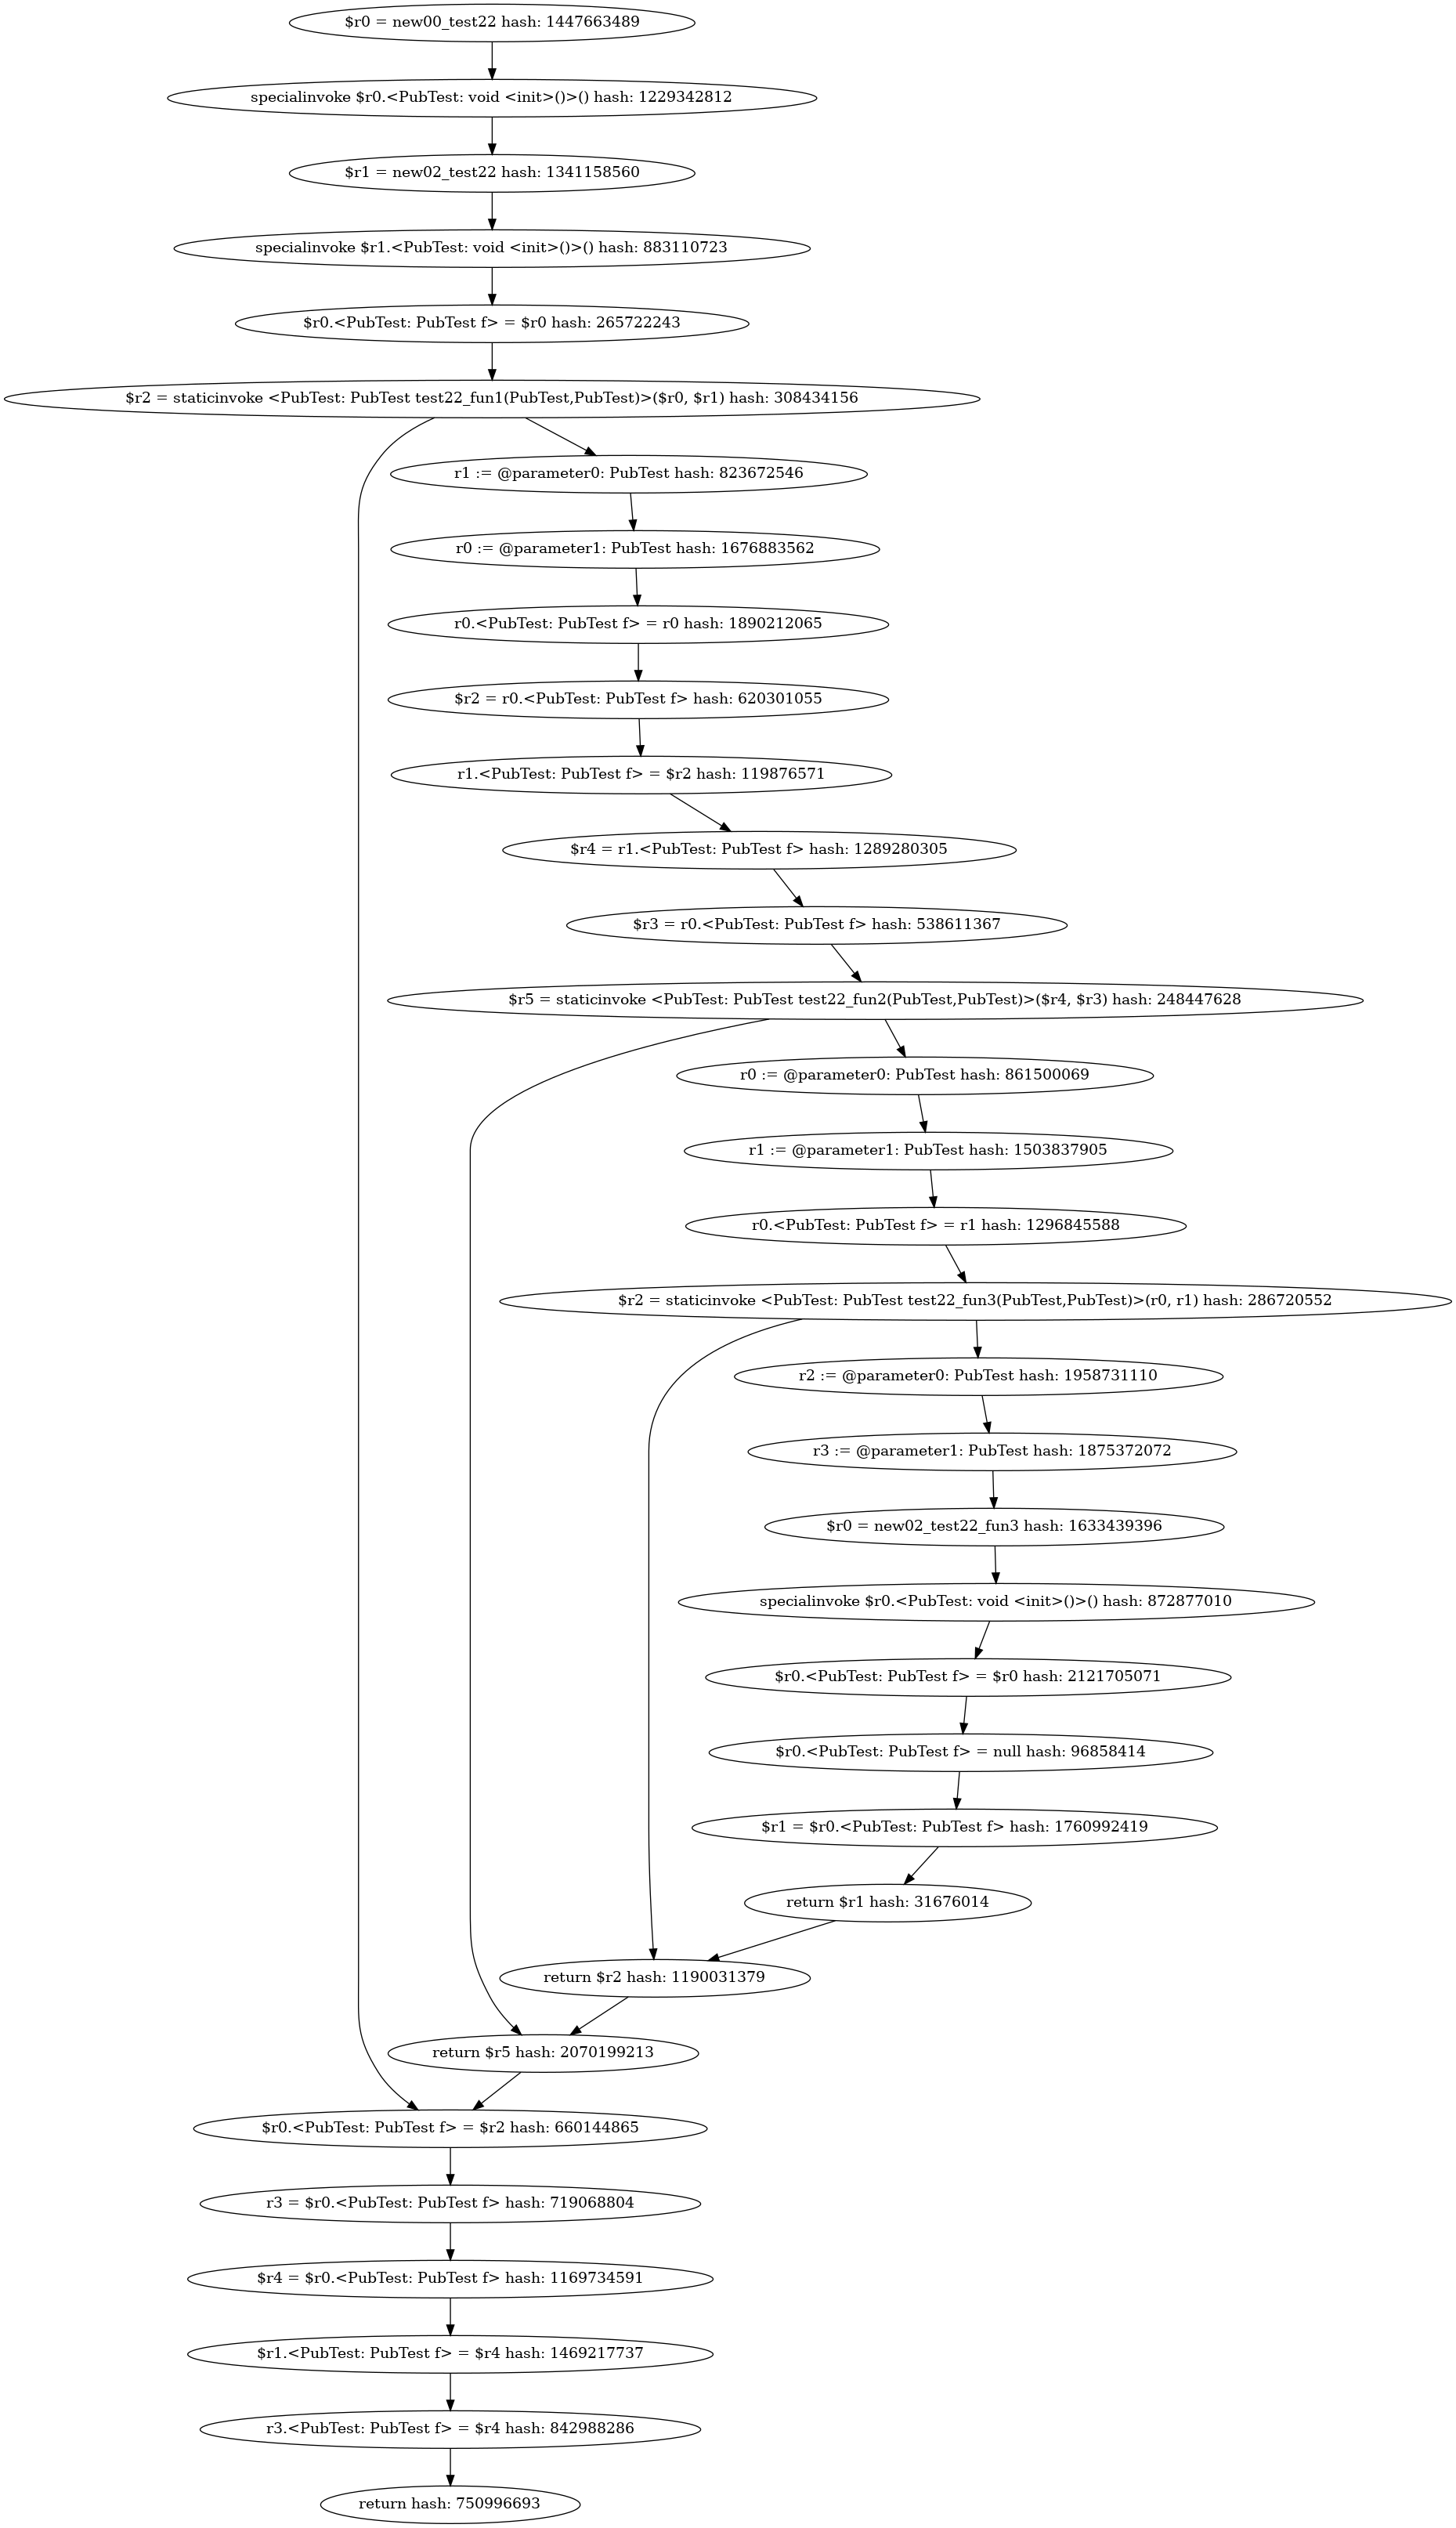 $r0 = new00_test22 hash: 1447663489
specialinvoke $r0.<PubTest: void <init>()>() hash: 1229342812
$r1 = new02_test22 hash: 1341158560
specialinvoke $r1.<PubTest: void <init>()>() hash: 883110723
$r0.<PubTest: PubTest f> = $r0 hash: 265722243
$r2 = staticinvoke <PubTest: PubTest test22_fun1(PubTest,PubTest)>($r0, $r1) hash: 308434156
r1 := @parameter0: PubTest hash: 823672546
r0 := @parameter1: PubTest hash: 1676883562
r0.<PubTest: PubTest f> = r0 hash: 1890212065
$r2 = r0.<PubTest: PubTest f> hash: 620301055
r1.<PubTest: PubTest f> = $r2 hash: 119876571
$r4 = r1.<PubTest: PubTest f> hash: 1289280305
$r3 = r0.<PubTest: PubTest f> hash: 538611367
$r5 = staticinvoke <PubTest: PubTest test22_fun2(PubTest,PubTest)>($r4, $r3) hash: 248447628
r0 := @parameter0: PubTest hash: 861500069
r1 := @parameter1: PubTest hash: 1503837905
r0.<PubTest: PubTest f> = r1 hash: 1296845588
$r2 = staticinvoke <PubTest: PubTest test22_fun3(PubTest,PubTest)>(r0, r1) hash: 286720552
r2 := @parameter0: PubTest hash: 1958731110
r3 := @parameter1: PubTest hash: 1875372072
$r0 = new02_test22_fun3 hash: 1633439396
specialinvoke $r0.<PubTest: void <init>()>() hash: 872877010
$r0.<PubTest: PubTest f> = $r0 hash: 2121705071
$r0.<PubTest: PubTest f> = null hash: 96858414
$r1 = $r0.<PubTest: PubTest f> hash: 1760992419
return $r1 hash: 31676014
return $r2 hash: 1190031379
return $r5 hash: 2070199213
$r0.<PubTest: PubTest f> = $r2 hash: 660144865
r3 = $r0.<PubTest: PubTest f> hash: 719068804
$r4 = $r0.<PubTest: PubTest f> hash: 1169734591
$r1.<PubTest: PubTest f> = $r4 hash: 1469217737
r3.<PubTest: PubTest f> = $r4 hash: 842988286
return hash: 750996693